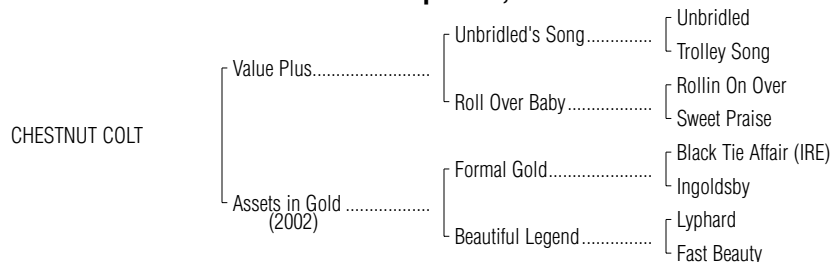 Unbridled
Unbridled's Song..............
Trolley Song
Value Plus..........................
Rollin On Over
Roll Over Baby..................
Sweet Praise
CHESTNUT COLT
Black Tie Affair (IRE)
Formal Gold......................
Ingoldsby
Assets in Gold ...................
(2002)
Lyphard
Beautiful Legend...............
Fast Beauty